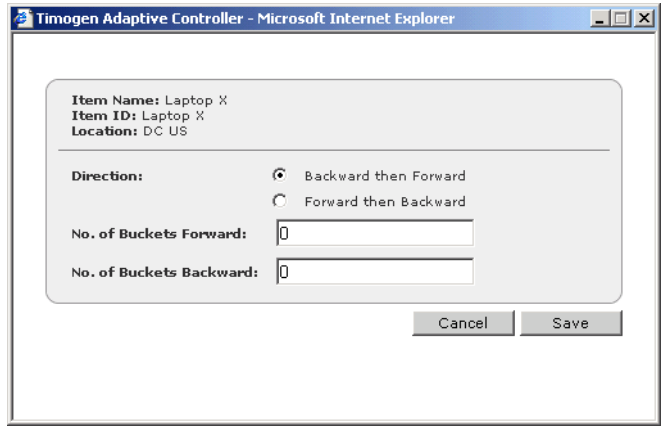 Timogen Adaptive Controller - Microsoft Internet Explorer
Item Name: Laptop X
Item ID: Laptop X
Location: DC US
Direction: Backward then Forward
Forward then Backward
No. of Buckets Forward: 0
No. of Buckets Backward: 0
Cancel Save